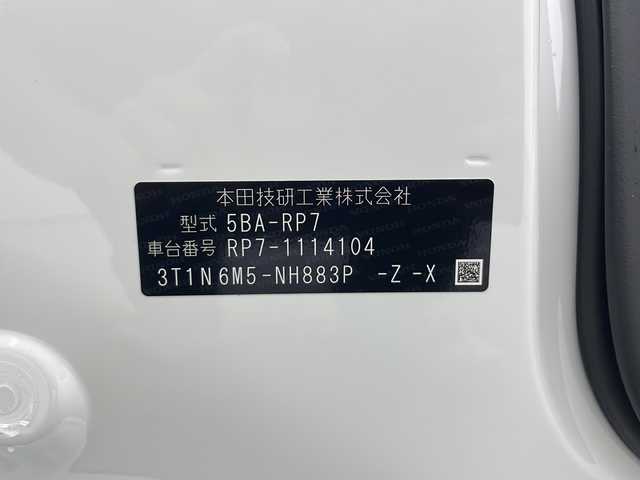 本田技研工業株式会社
型式 5BA-RP7
車台番号 RP7-1114104
3T1N6M5-NH883P -Z -X